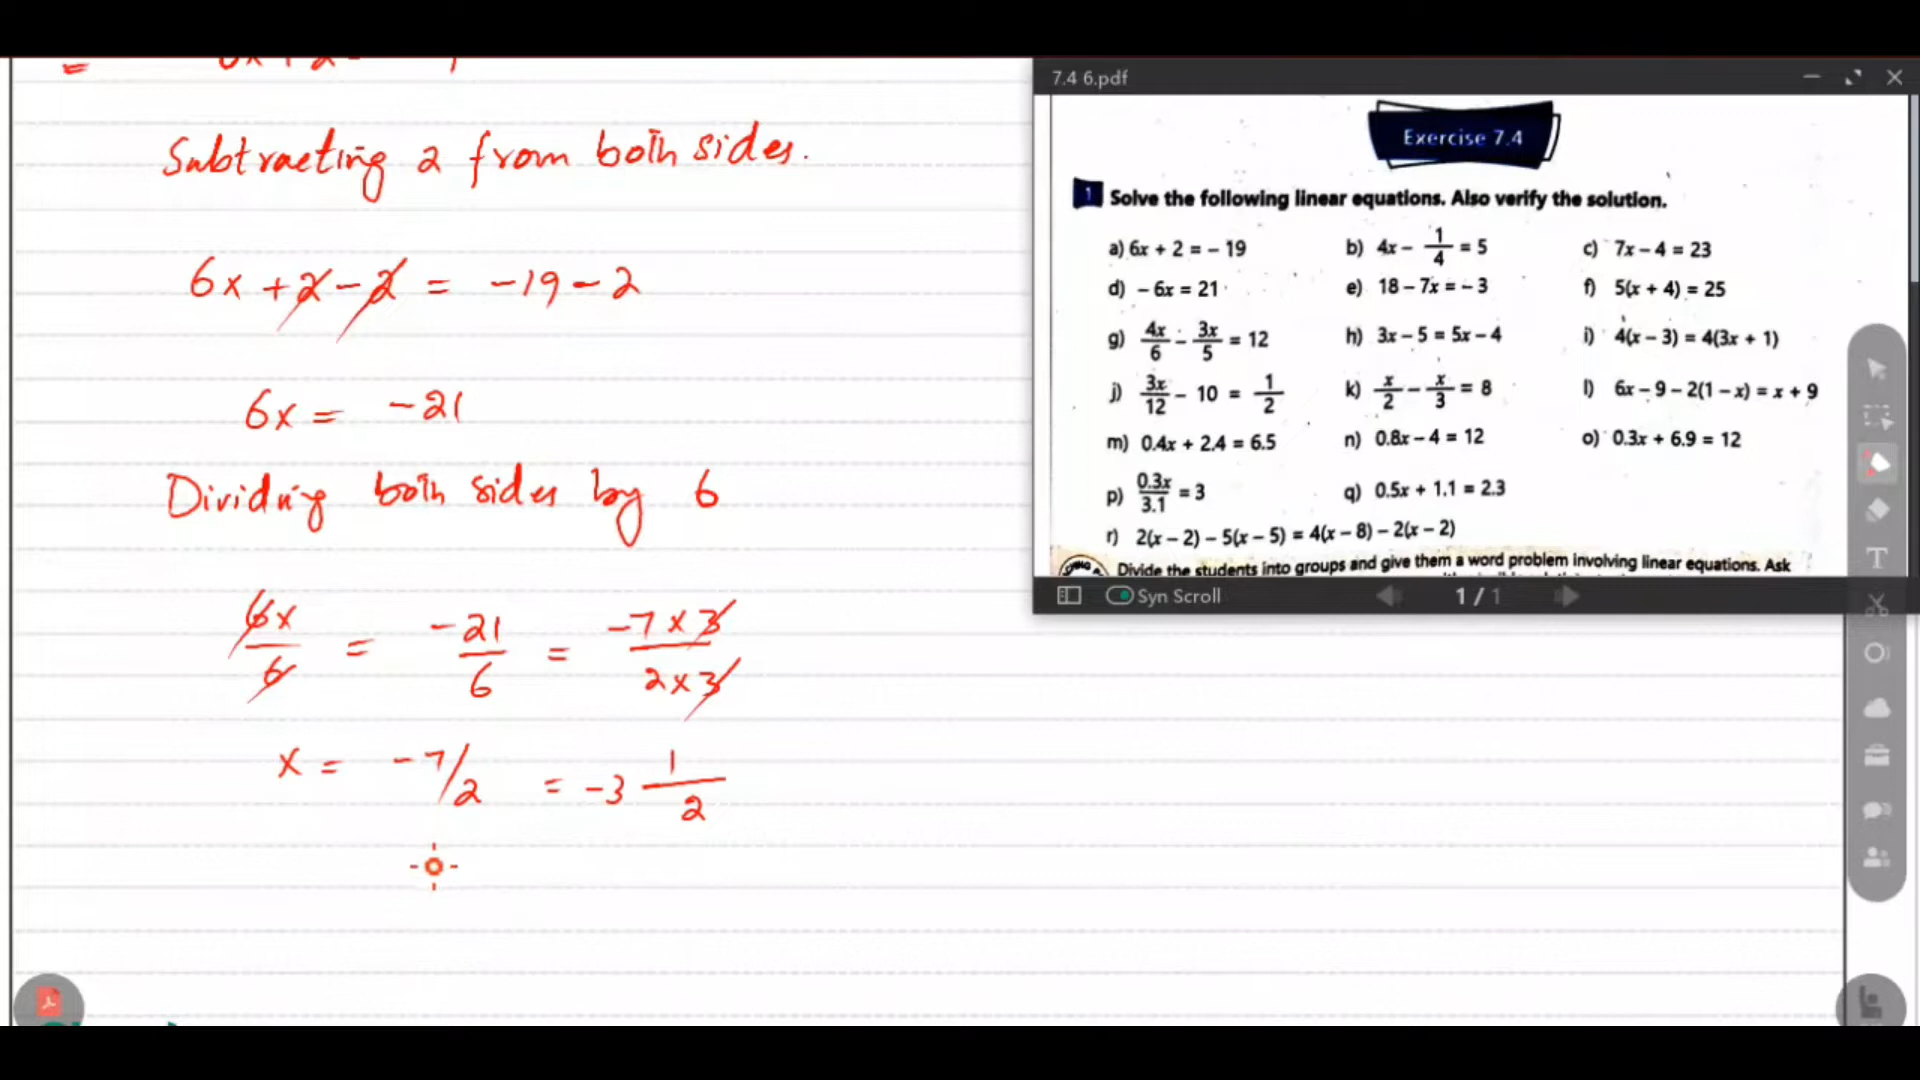 Subtracting 2 from both sides.
6x + 2 - 2 = -19 - 2
6x = -21
Dividing both sides by 6
6x/6 = -21/6 = -7 x 3/2 x 3
x = -7/2 = -3 1/2
7.4 6.pdf
Exercise 7.4
1 Solve the following linear equations. Also verify the solution.
a) 6x + 2 = – 19 b) 4x – 1/4 = 5 c) 7x – 4 = 23
d) – 6x = 21 e) 18 – 7x = – 3 f) 5(x + 4) = 25
g) 4x/6 – 3x/5 = 12 h) 3x – 5 = 5x – 4 i) 4(x – 3) = 4(3x + 1)
j) 3x/12 – 10 = 1/2 k) x/2 – x/3 = 8 l) 6x – 9 – 2(1 – x) = x + 9
m) 0.4x + 2.4 = 6.5 n) 0.8x – 4 = 12 o) 0.3x + 6.9 = 12
p) 0.3x/3.1 = 3 q) 0.5x + 1.1 = 2.3
r) 2(x – 2) – 5(x – 5) = 4(x – 8) – 2(x – 2)
Divide the students into groups and give them a word problem involving linear equations. Ask
Syn Scroll 1 / 1
T